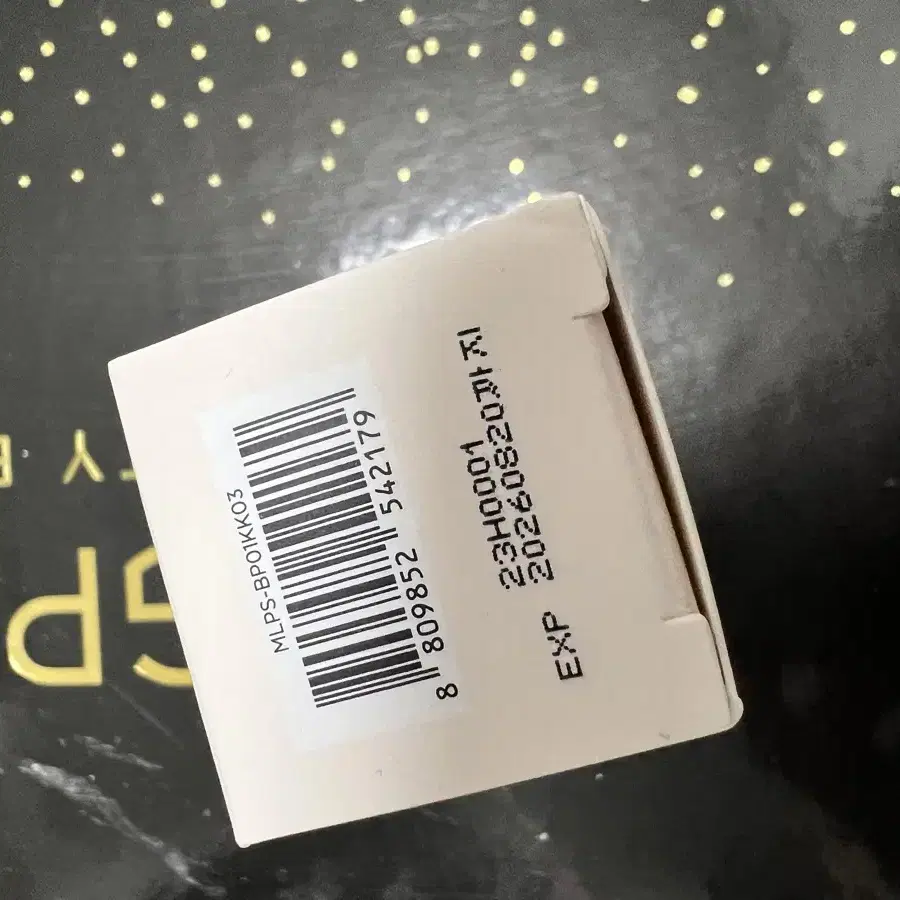 MLPS-BP01KK03
8 809852 542179
23H0001
EXP 20260820까지